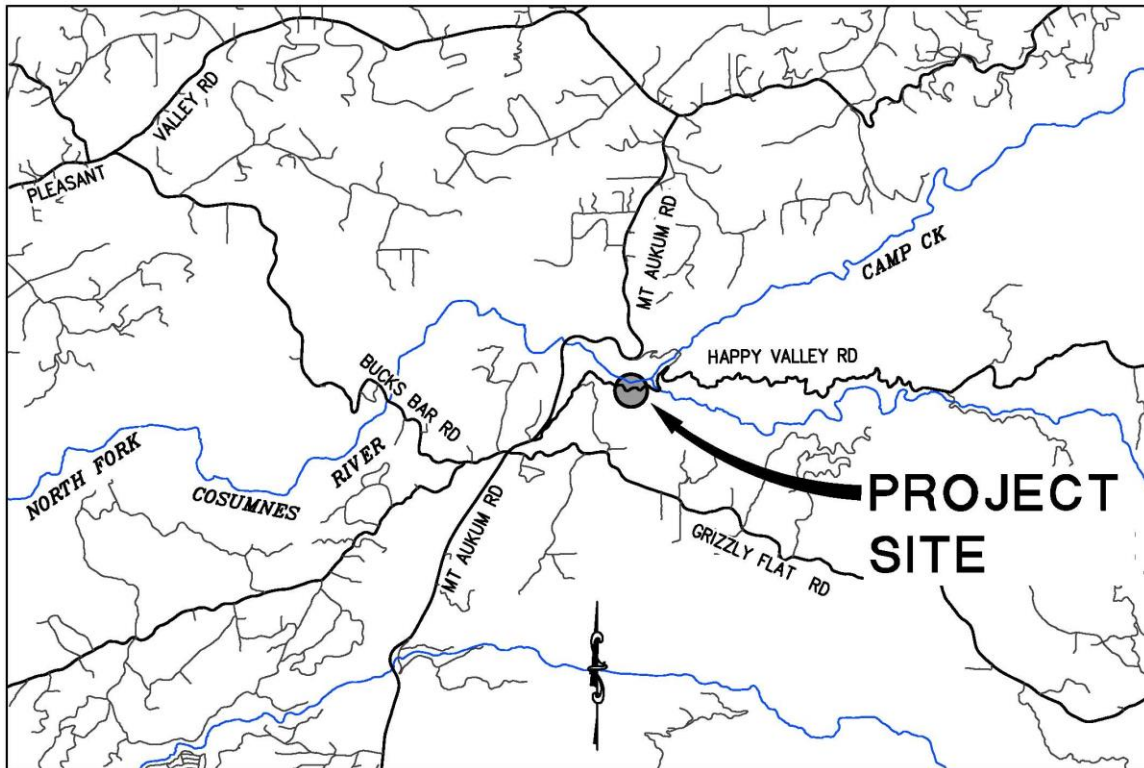 VALLEY RD
PLEASANT
MT AUKUM RD
CAMP CK
HAPPY VALLEY RD
BUCKS BAR RD
NORTH FORK
COSUMNES
RIVER
MT AUKUM RD
GRIZZLY FLAT RD
PROJECT
SITE